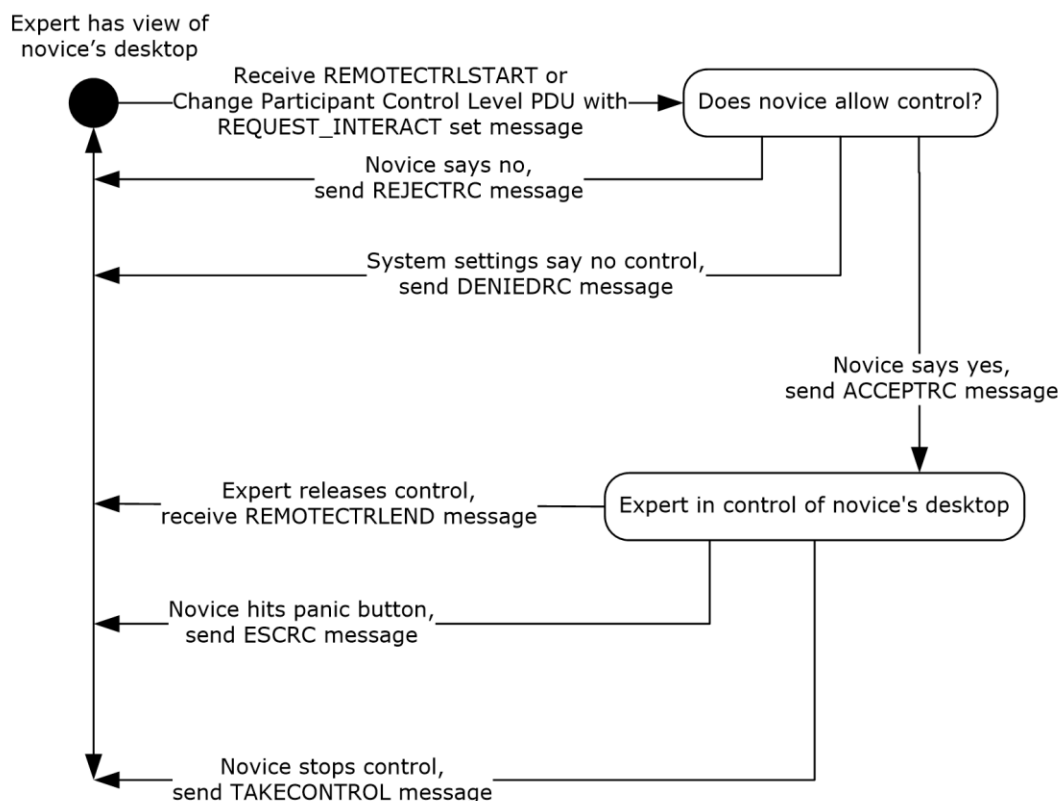 Expert has view of
novice's desktop
Receive REMOTECTRLSTART or
Change Participant Control Level PDU with
REQUEST_INTERACT set message
Does novice allow control?
Novice says no,
send REJECTRC message
System settings say no control,
send DENIEDRC message
Novice says yes,
send ACCEPTRC message
Expert releases control,
receive REMOTECTRLEND message
Expert in control of novice's desktop
Novice hits panic button,
send ESCRC message
Novice stops control,
send TAKECONTROL message